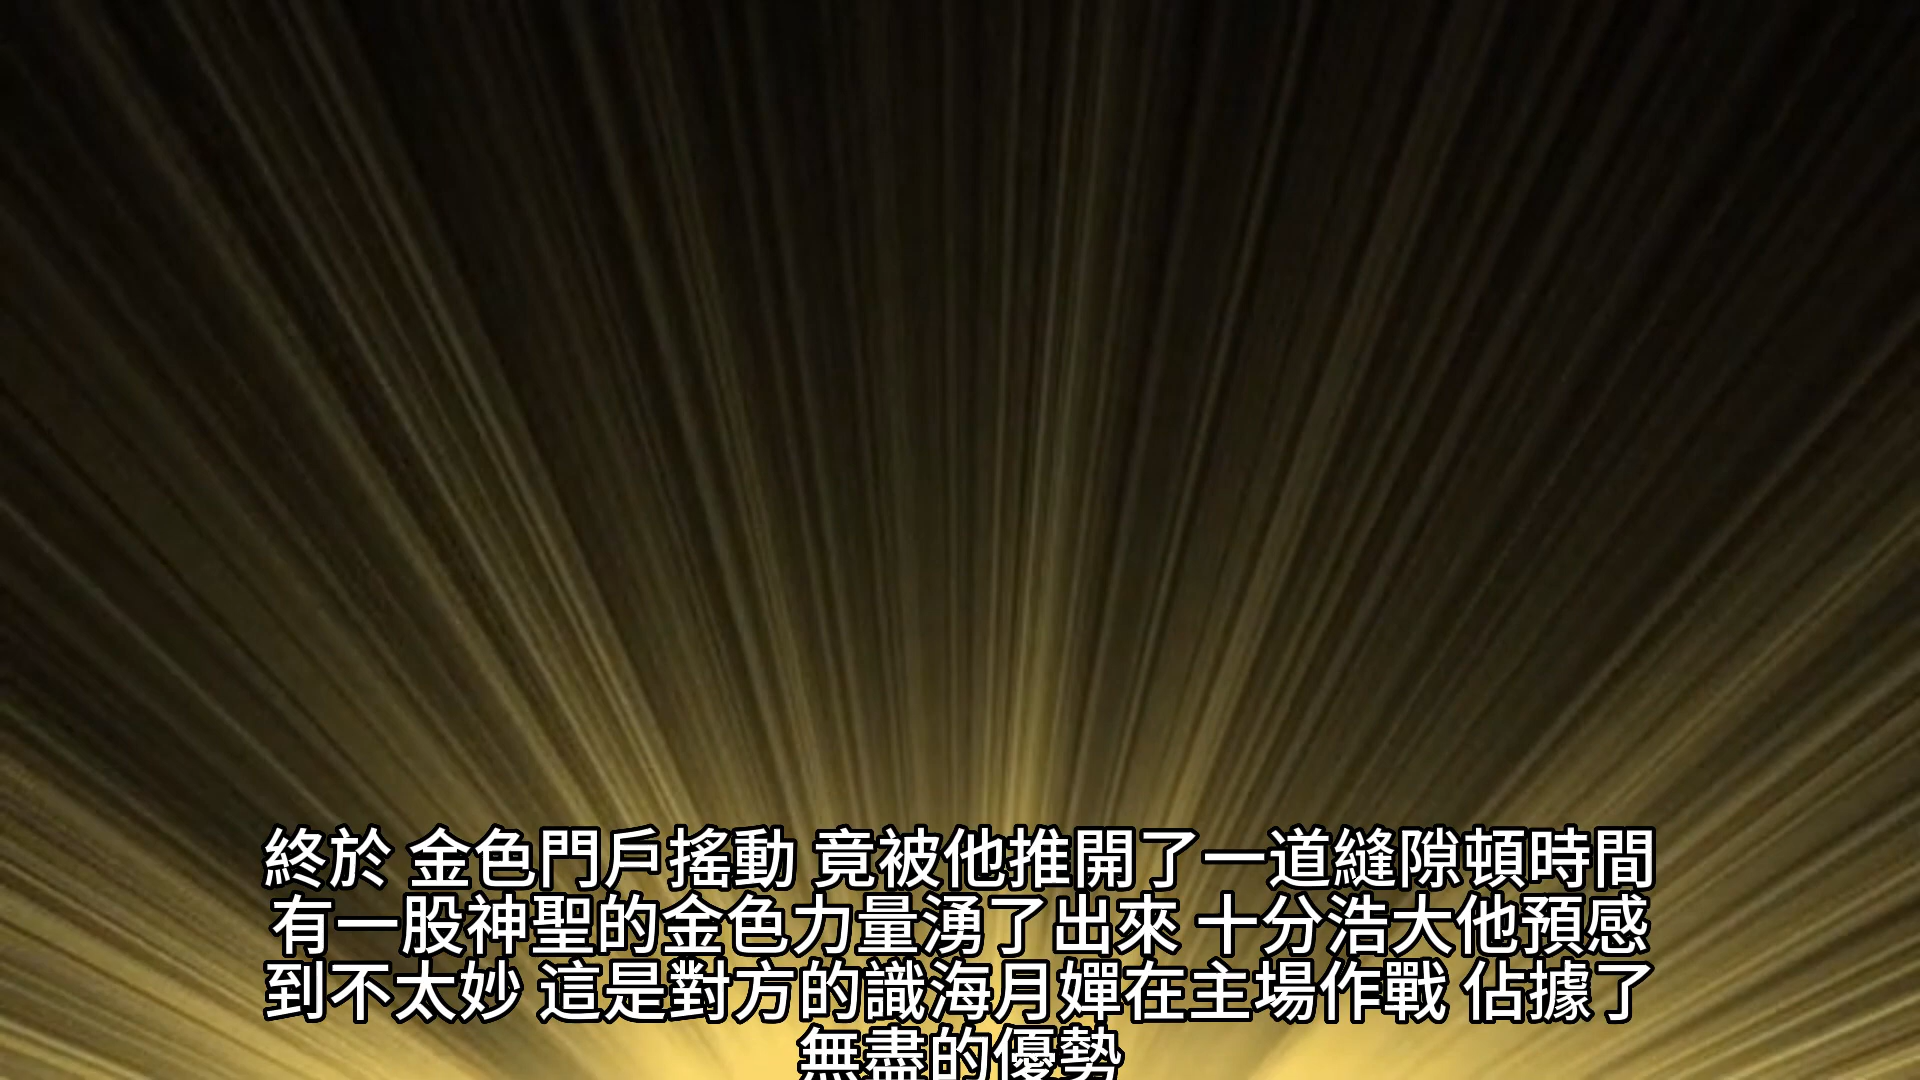 終於 金色門戶搖動 竟被他推開了一道縫隙頓時間
有一股神聖的金色力量湧了出來 十分浩大他預感
到不太妙 這是對方的識海月嬋在主場作戰 佔據了
無盡的優勢